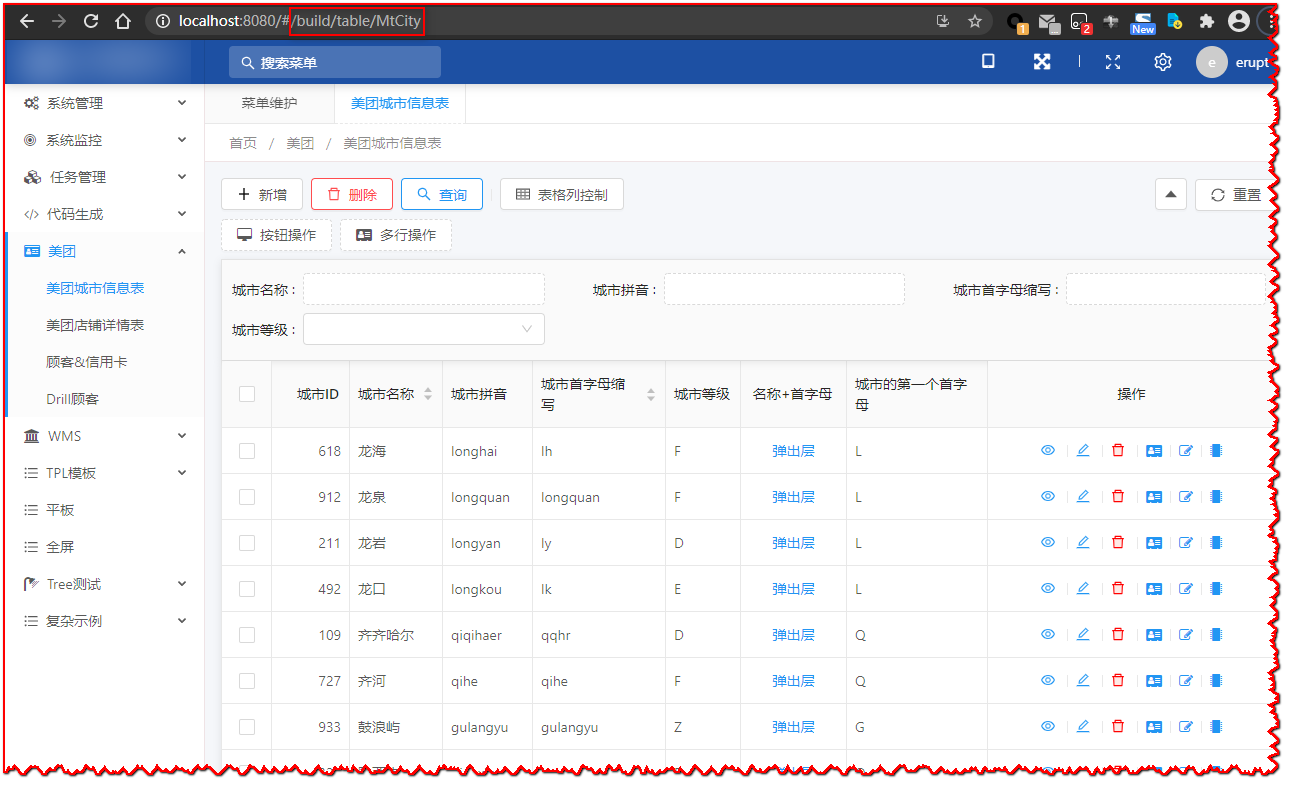 localhost:8080/#/build/table/MtCity
1
2
New
搜索菜单
e
erupt
系统管理
系统监控
任务管理
代码生成
美团
美团城市信息表
美团店铺详情表
顾客&信用卡
Drill顾客
WMS
TPL模板
平板
全屏
Tree测试
复杂示例
菜单维护 美团城市信息表
首页 / 美团 / 美团城市信息表
新增 删除 查询 表格列控制 重置
按钮操作 多行操作
城市名称 : 城市拼音 : 城市首字母缩写 :
城市等级 :
城市ID 城市名称 城市拼音 城市首字母缩写 城市等级 名称+首字母 城市的第一个首字母 操作
618 龙海 longhai lh F 弹出层 L
912 龙泉 longquan longquan F 弹出层 L
211 龙岩 longyan ly D 弹出层 L
492 龙口 longkou lk E 弹出层 L
109 齐齐哈尔 qiqihaer qqhr D 弹出层 Q
727 齐河 qihe qihe F 弹出层 Q
933 鼓浪屿 gulangyu gulangyu Z 弹出层 G